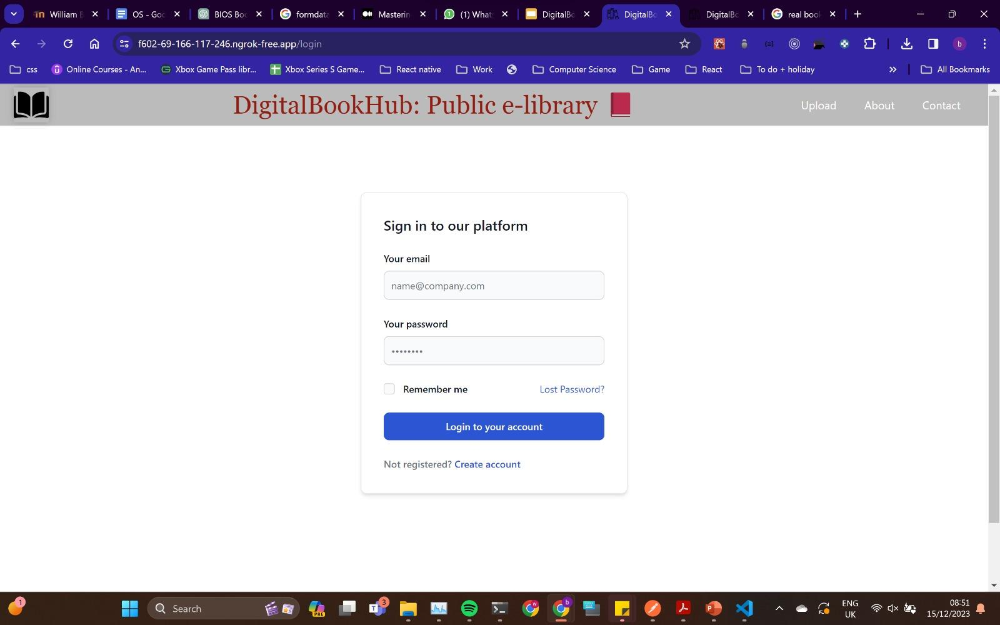 William B
OS - Goo
BIOS Boo
formdata
Masterin
(1) What
DigitalBo
DigitalBo
DigitalBo
real boo
f602-69-166-117-246.ngrok-free.app/login
b
css
Online Courses - An...
Xbox Game Pass libr...
Xbox Series S Game...
React native
Work
Computer Science
Game
React
To do + holiday
»
All Bookmarks
DigitalBookHub: Public e-library
Upload
About
Contact
Sign in to our platform
Your email
name@company.com
Your password
••••••••
Remember me
Lost Password?
Login to your account
Not registered? Create account
1
Search
PRE
3
ENG
UK
08:51
15/12/2023